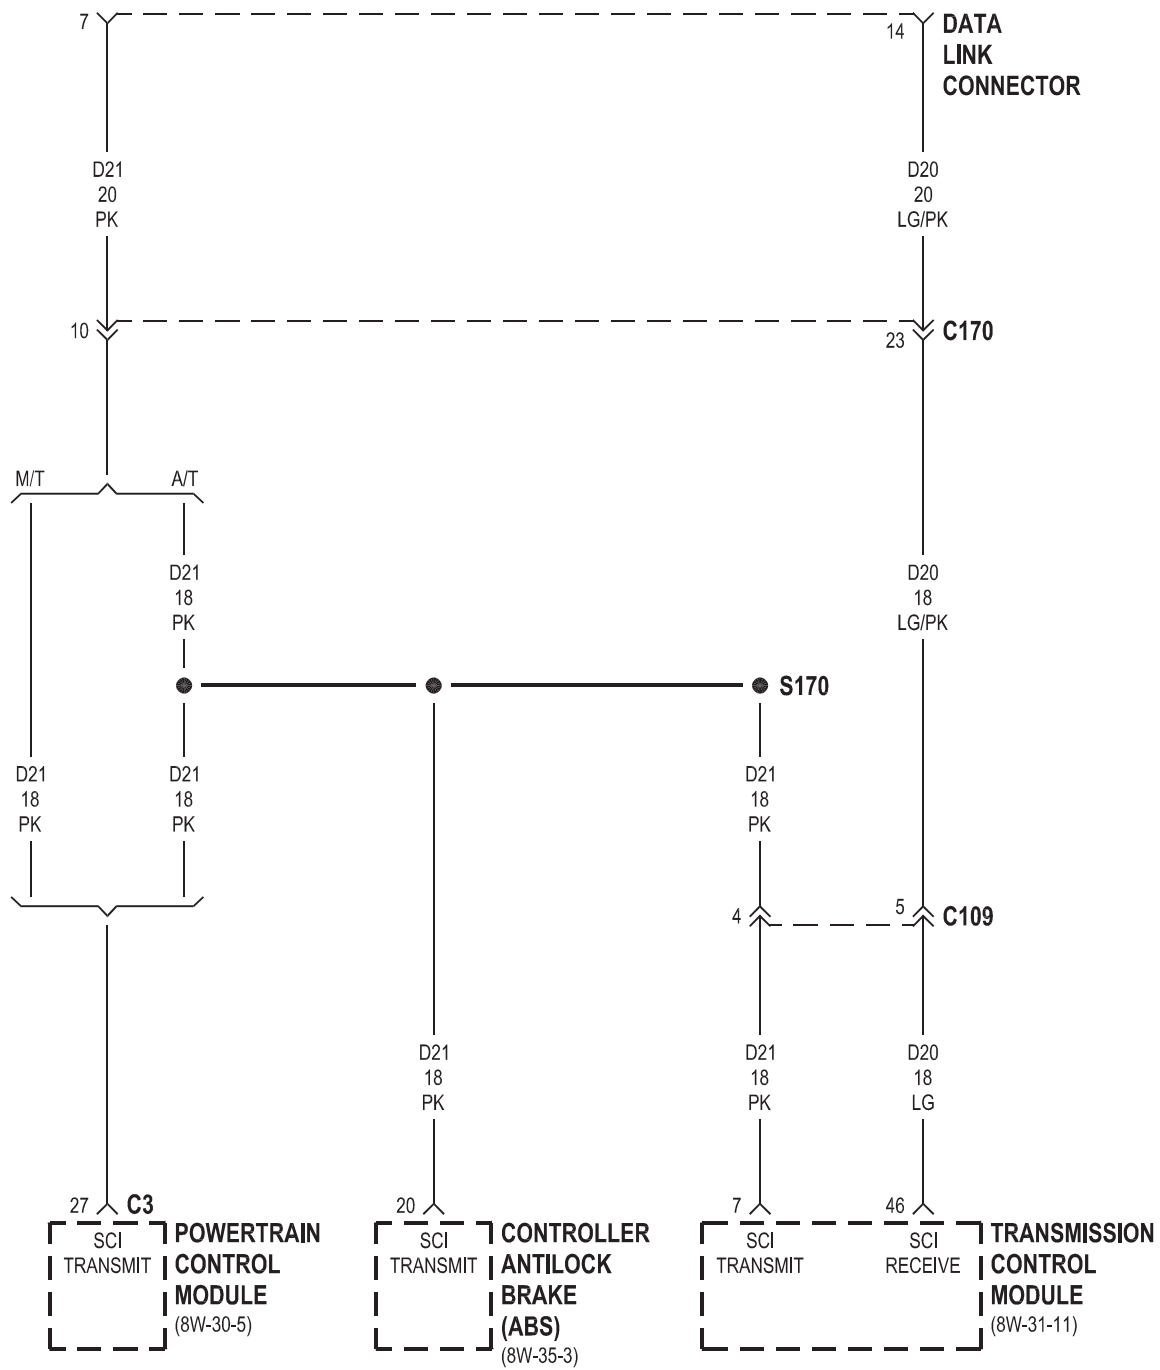 7
14
DATA
LINK
CONNECTOR
D21
20
PK
D20
20
LG/PK
10
23
C170
M/T
A/T
D21
18
PK
D20
18
LG/PK
S170
D21
18
PK
D21
18
PK
D21
18
PK
4
5
C109
D21
18
PK
D21
18
PK
D20
18
LG
27
C3
20
7
46
SCI
TRANSMIT
POWERTRAIN
CONTROL
MODULE
(8W-30-5)
SCI
TRANSMIT
CONTROLLER
ANTILOCK
BRAKE
(ABS)
(8W-35-3)
SCI
TRANSMIT
SCI
RECEIVE
TRANSMISSION
CONTROL
MODULE
(8W-31-11)